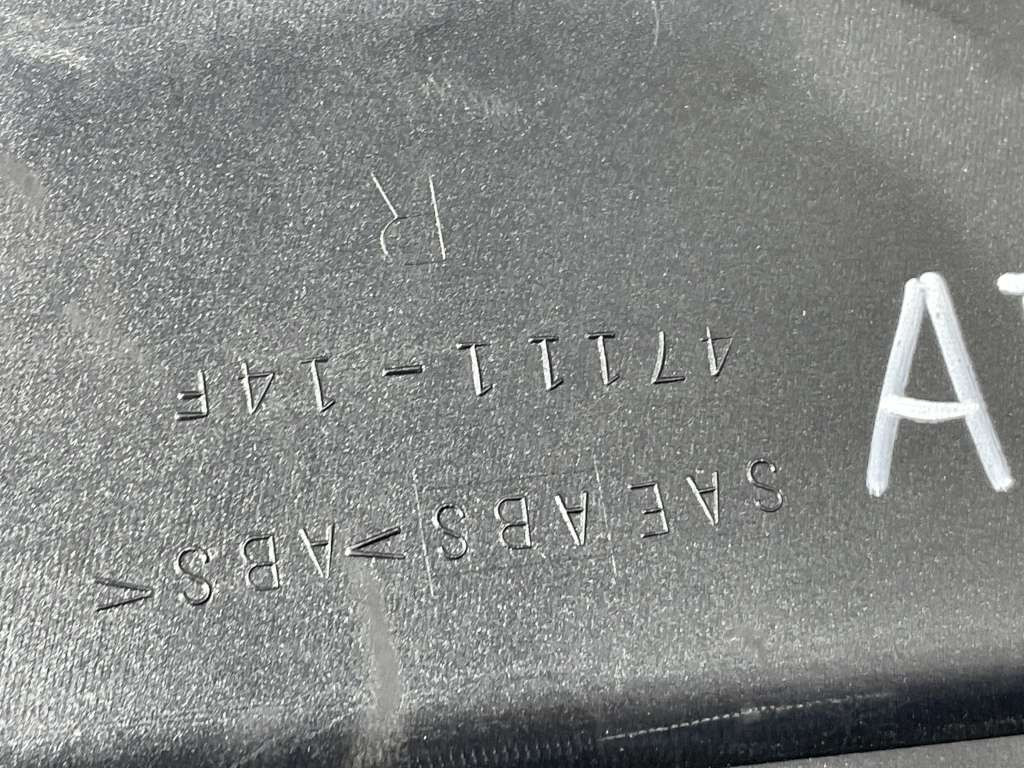 SAE ABS >ABS<
47111-14F
R
A